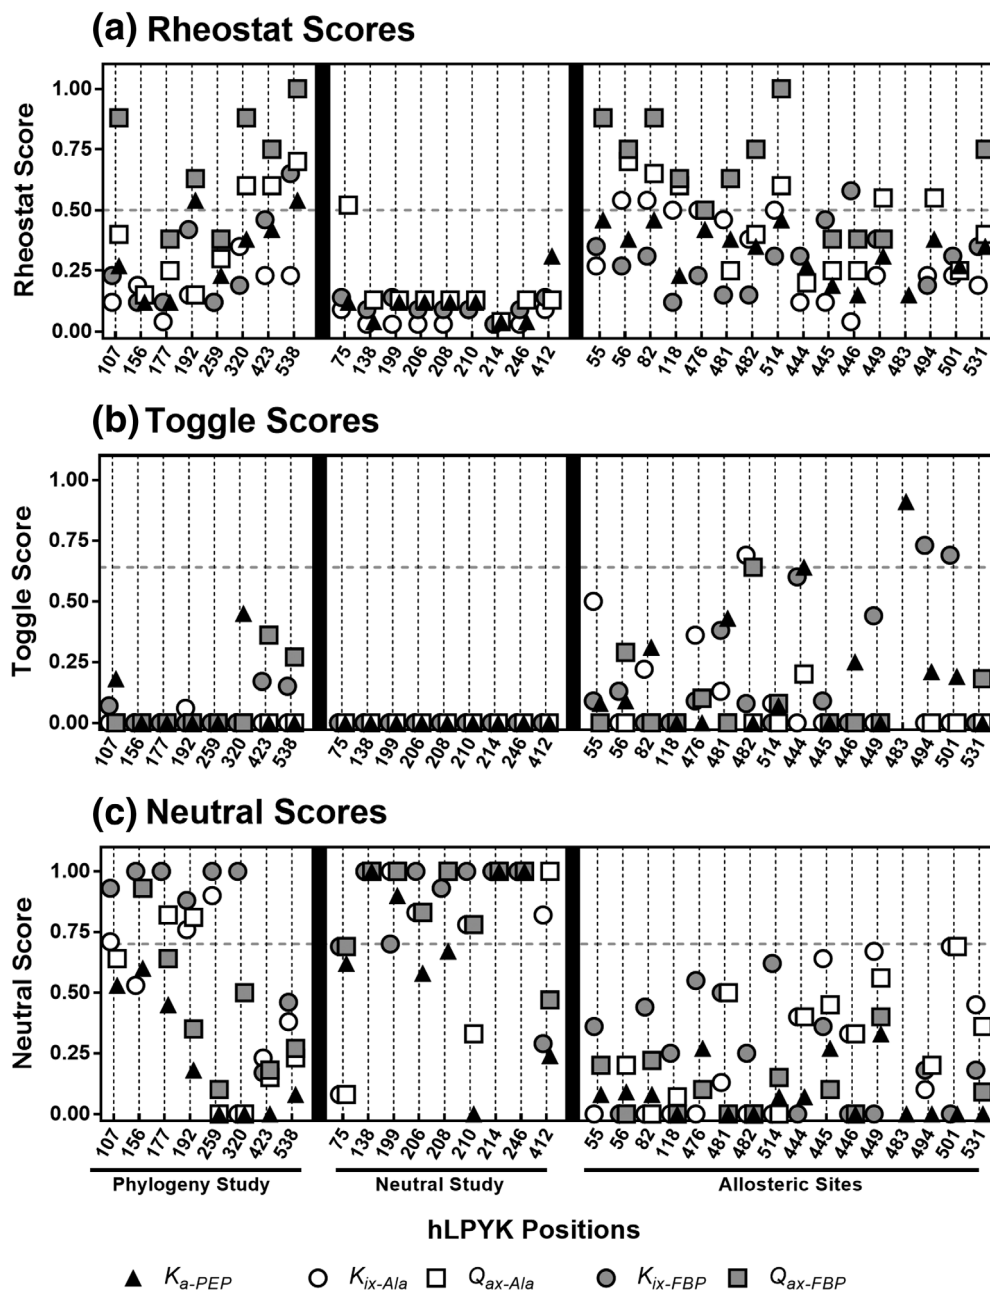 (a) Rheostat Scores
Rheostat Score
1.00
0.75
0.50
0.25
0.00
107 156 177 192 259 320 423 538 75 138 199 206 208 210 214 246 412 55 56 82 118 476 481 482 514 444 445 446 449 483 494 501 531
(b) Toggle Scores
Toggle Score
1.00
0.75
0.50
0.25
0.00
107 156 177 192 259 320 423 538 75 138 199 206 208 210 214 246 412 55 56 82 118 476 481 482 514 444 445 446 449 483 494 501 531
(c) Neutral Scores
Neutral Score
1.00
0.75
0.50
0.25
0.00
107 156 177 192 259 320 423 538 75 138 199 206 208 210 214 246 412 55 56 82 118 476 481 482 514 444 445 446 449 483 494 501 531
Phylogeny Study Neutral Study Allosteric Sites
hLPYK Positions
Ka-PEP Kix-Ala Qax-Ala Kix-FBP Qax-FBP